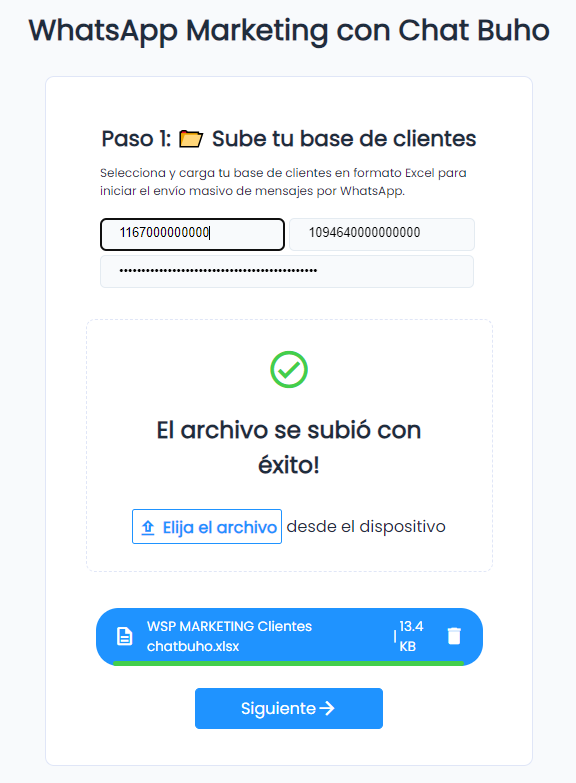 WhatsApp Marketing con Chat Buho
Paso 1: 📂 Sube tu base de clientes
Selecciona y carga tu base de clientes en formato Excel para
iniciar el envío masivo de mensajes por WhatsApp.
1167000000000 1094640000000000
••••••••••••••••••••••••••••••••••••••••••••
El archivo se subió con
éxito!
Elija el archivo desde el dispositivo
WSP MARKETING Clientes | 13.4
chatbuho.xlsx KB
Siguiente→